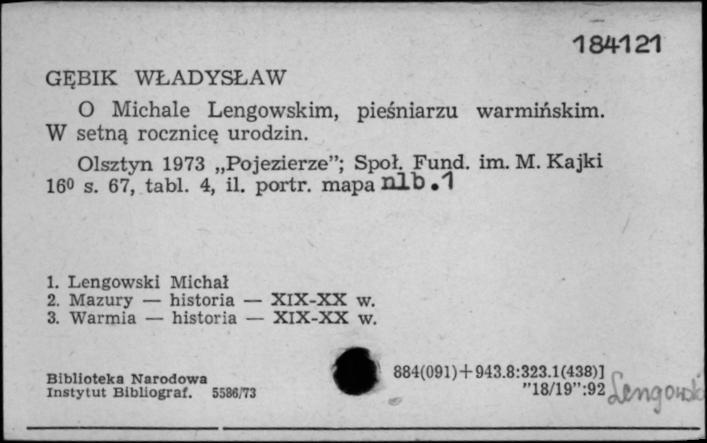 184121
GĘBIK WŁADYSŁAW
O Michale Lengowskim, pieśniarzu warmińskim.
W setną rocznicę urodzin.
Olsztyn 1973 „Pojezierze”; Społ. Fund. im. M. Kajki
16⁰ s. 67, tabl. 4, il. portr. mapa nlb.1
1. Lengowski Michał
2. Mazury — historia — XIX-XX w.
3. Warmia — historia — XIX-XX w.
Biblioteka Narodowa
Instytut Bibliograf. 5586/73
884(091)+943.8:323.1(438)]
"18/19":92 Lengowski